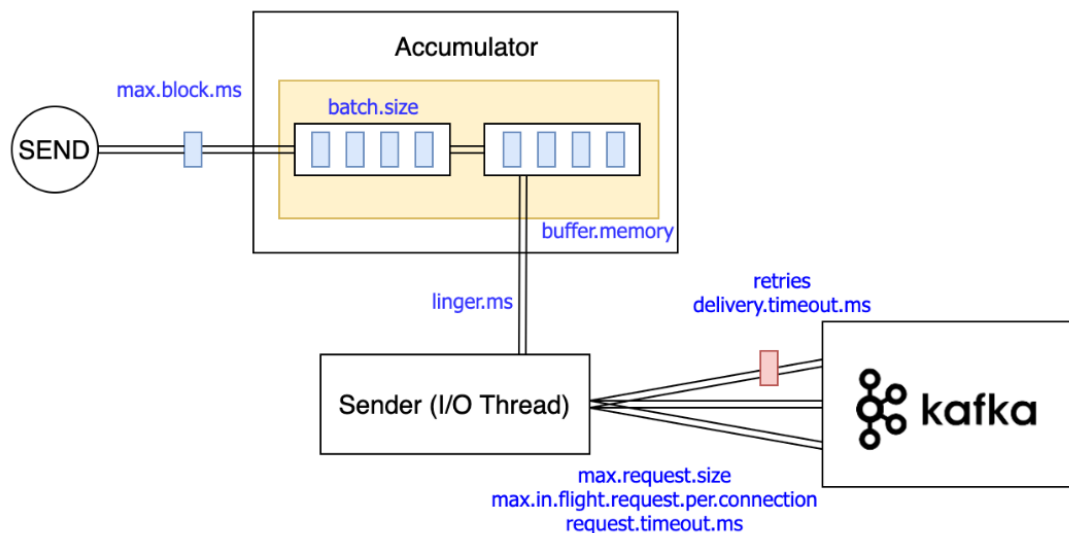 Accumulator
max.block.ms
batch.size
SEND
buffer.memory
linger.ms
retries
delivery.timeout.ms
Sender (I/O Thread)
kafka
max.request.size
max.in.flight.request.per.connection
request.timeout.ms